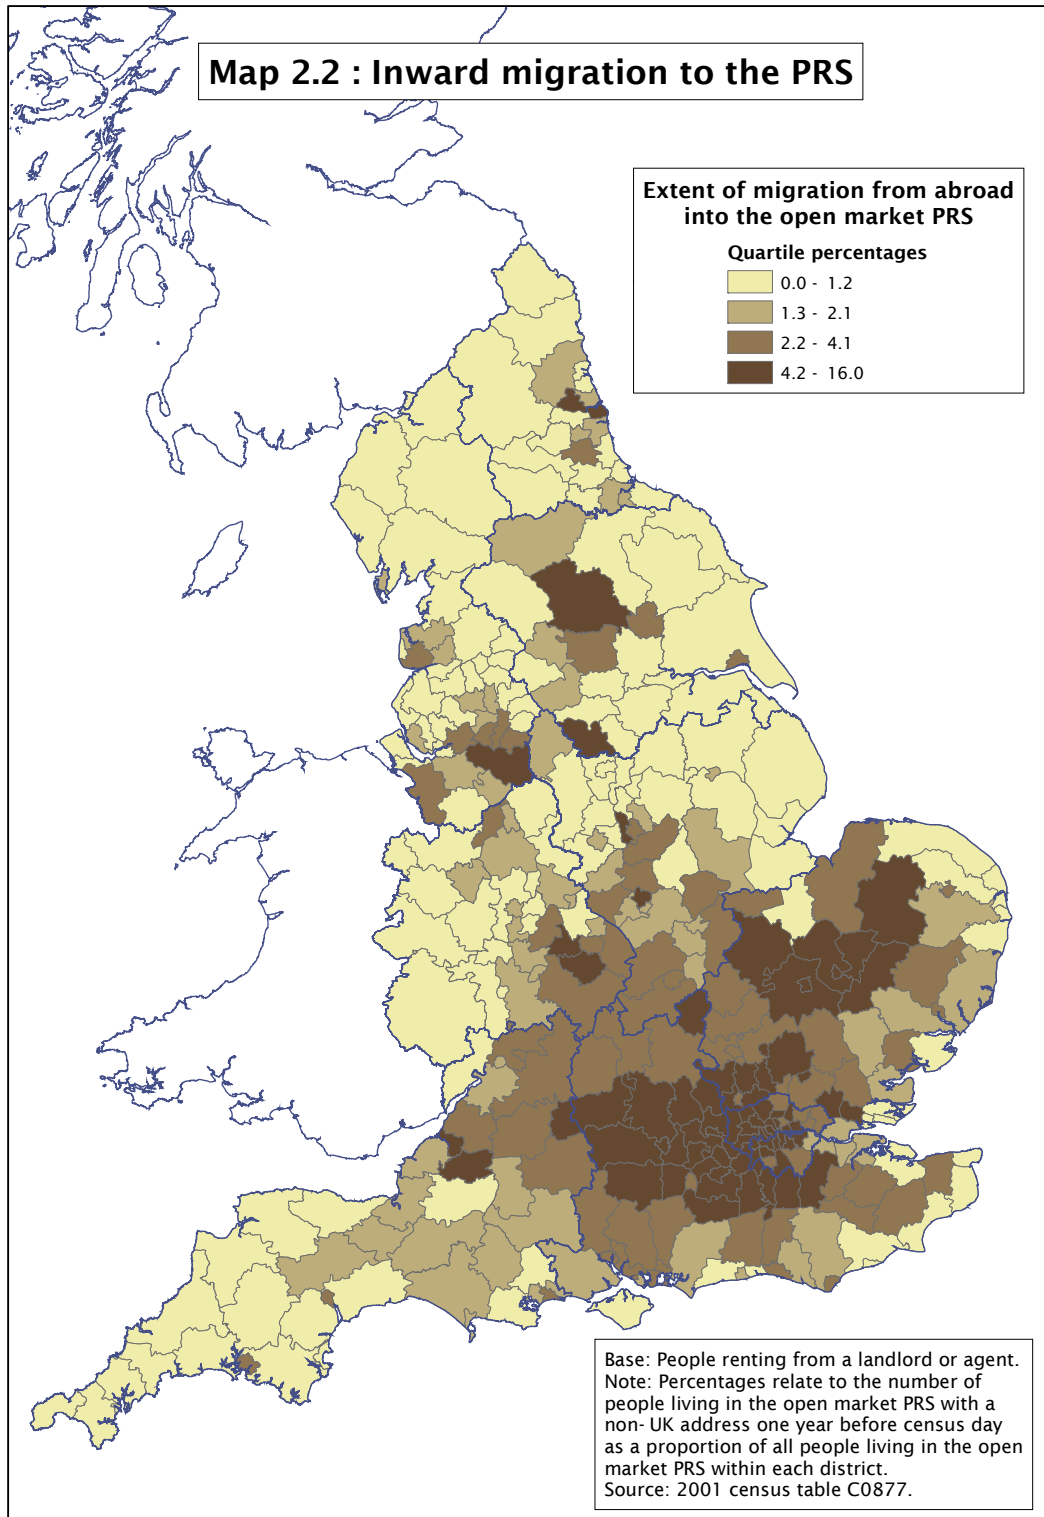 Map 2.2 : Inward migration to the PRS
Extent of migration from abroad
into the open market PRS
Quartile percentages
0.0 - 1.2
1.3 - 2.1
2.2 - 4.1
4.2 - 16.0
Base: People renting from a landlord or agent.
Note: Percentages relate to the number of
people living in the open market PRS with a
non- UK address one year before census day
as a proportion of all people living in the open
market PRS within each district.
Source: 2001 census table C0877.